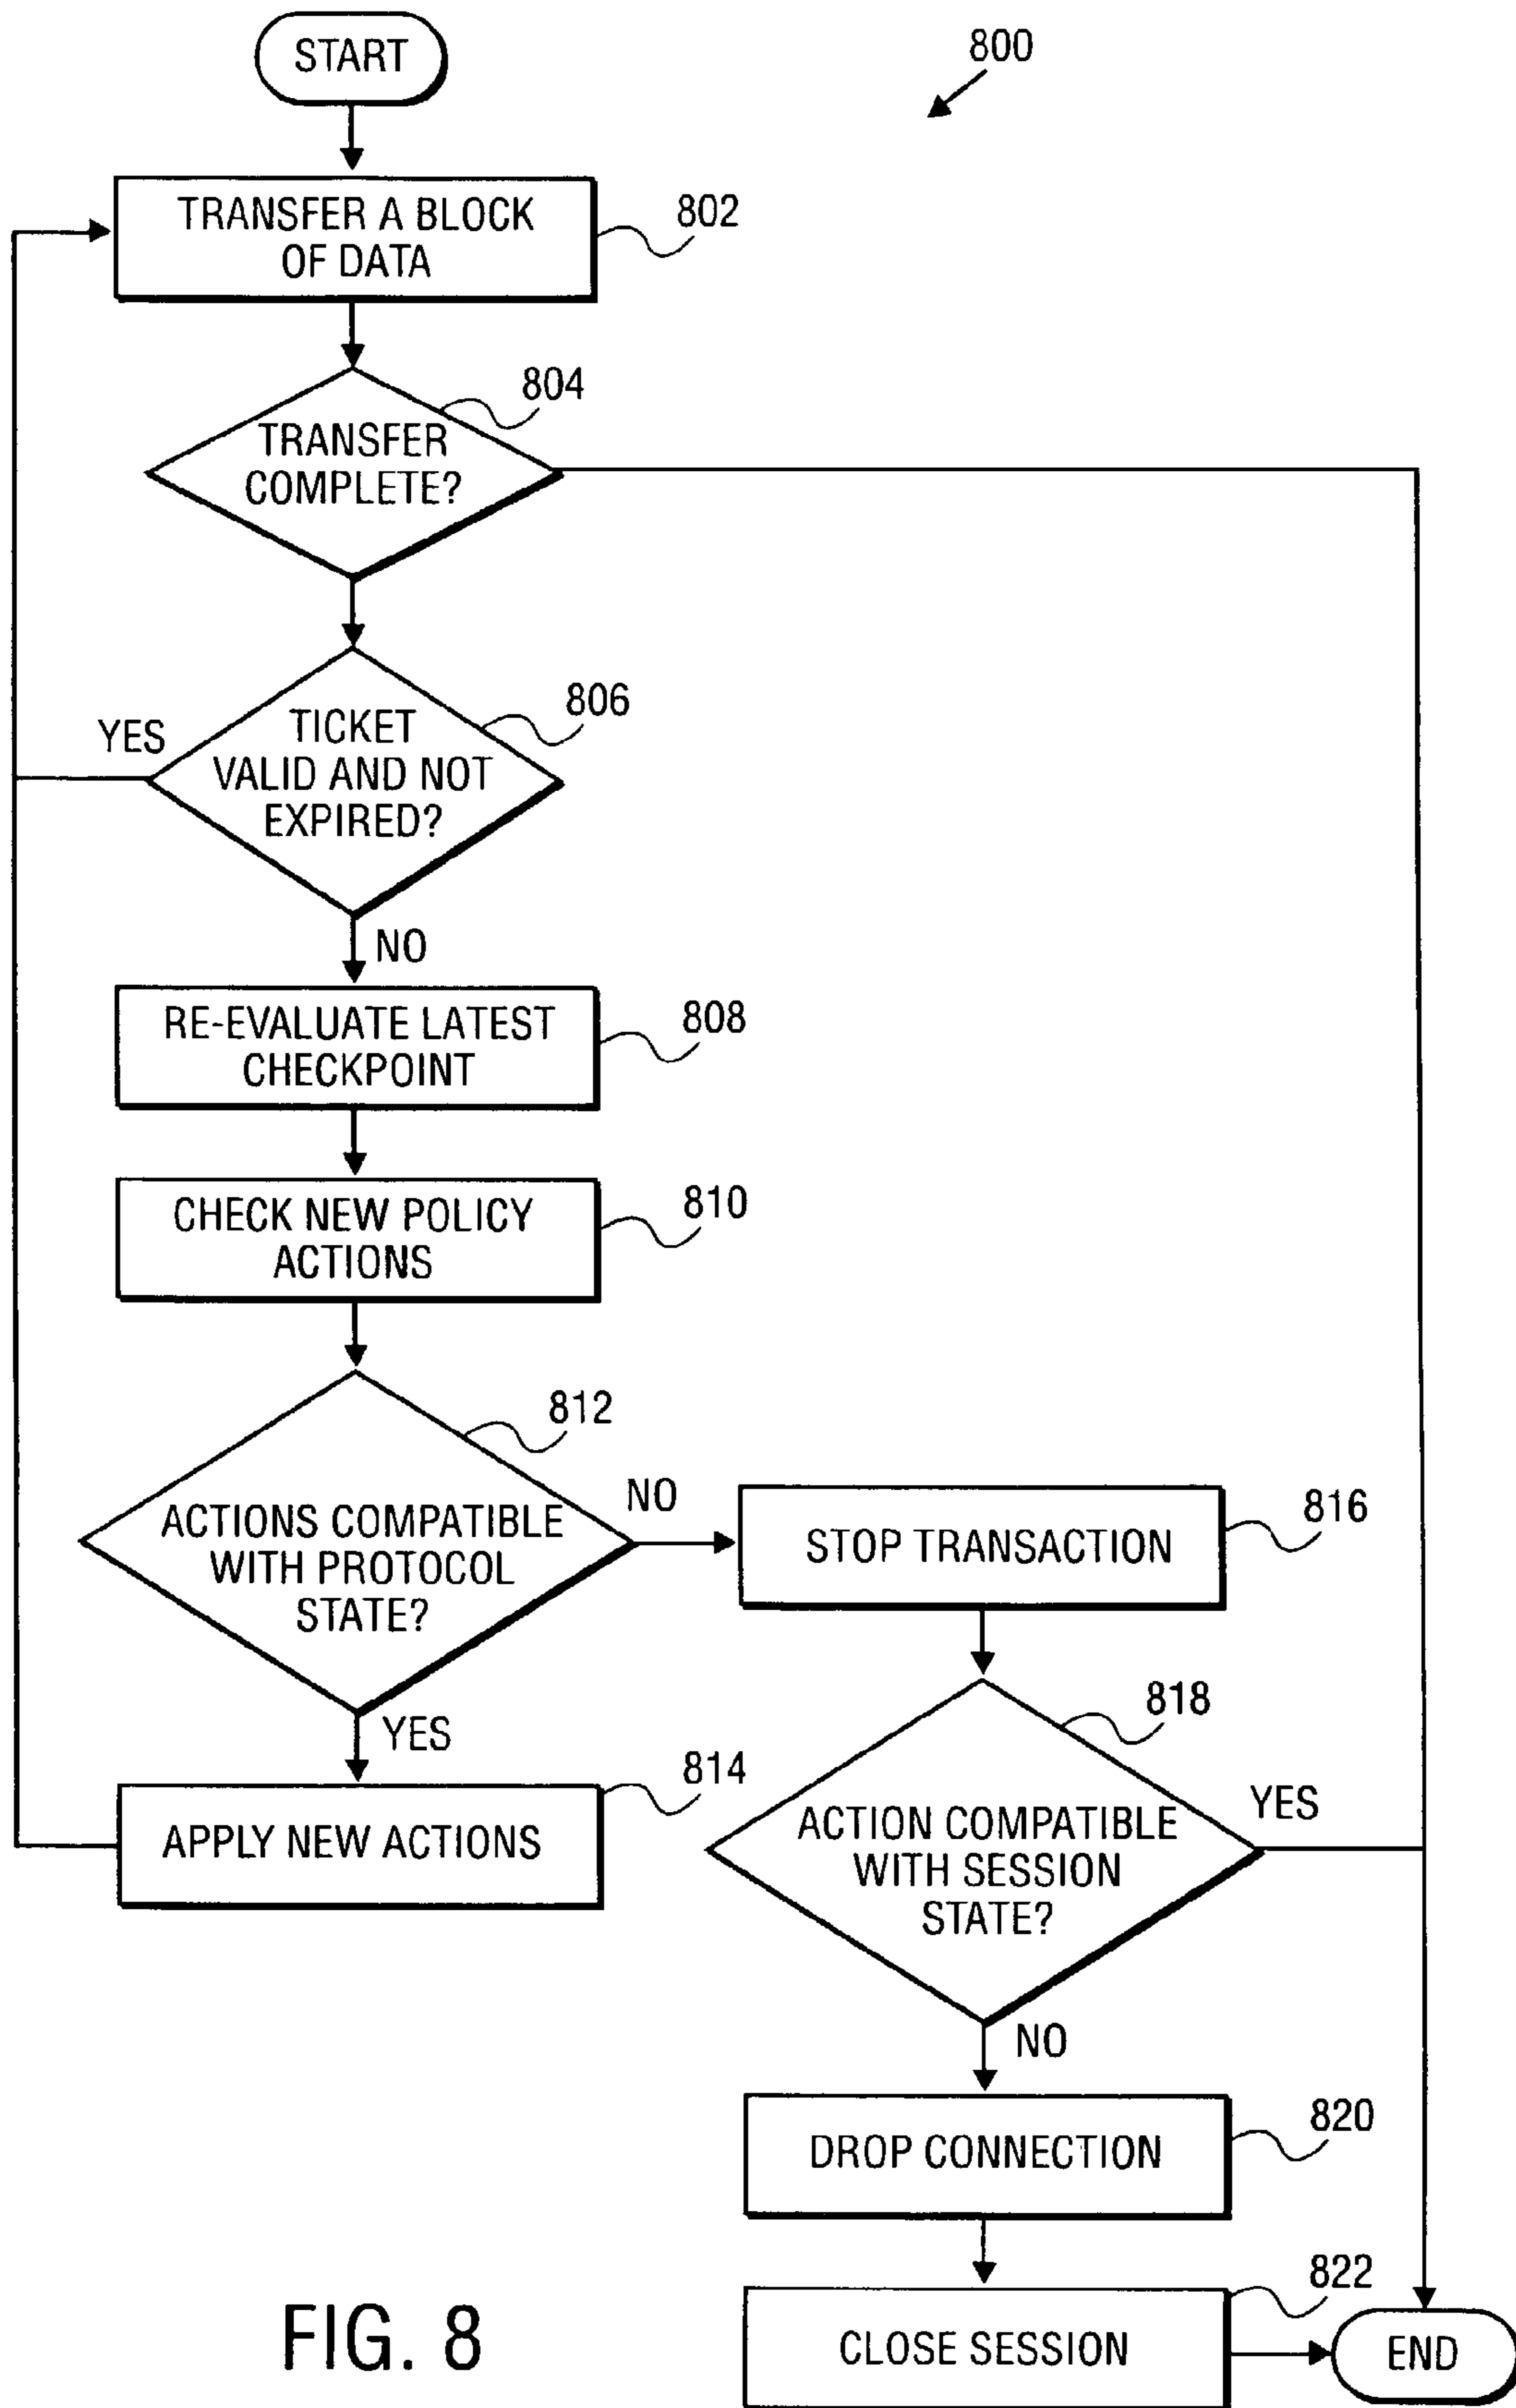 START
800
TRANSFER A BLOCK
OF DATA
802
804
TRANSFER
COMPLETE?
806
YES
TICKET
VALID AND NOT
EXPIRED?
NO
RE-EVALUATE LATEST
CHECKPOINT
808
CHECK NEW POLICY
ACTIONS
810
812
ACTIONS COMPATIBLE
WITH PROTOCOL
STATE?
NO
STOP TRANSACTION
816
YES
818
814
APPLY NEW ACTIONS
ACTION COMPATIBLE
WITH SESSION
STATE?
YES
NO
DROP CONNECTION
820
822
CLOSE SESSION
END
FIG. 8